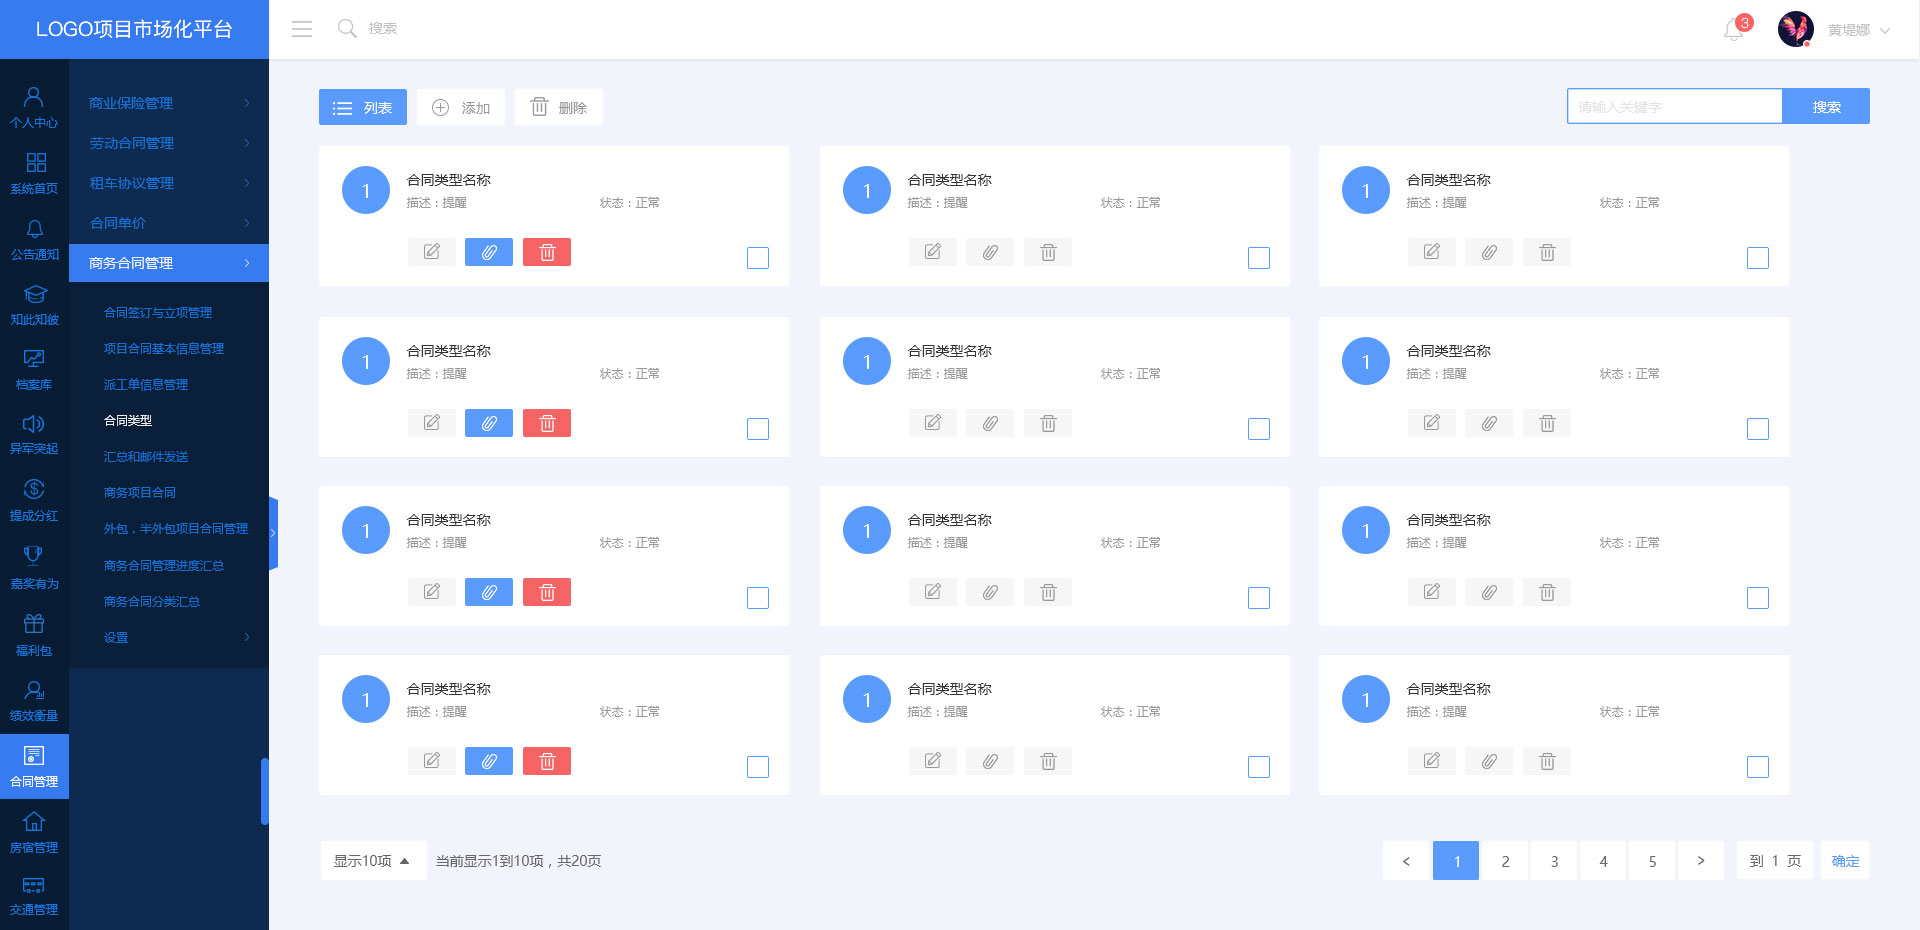 LOGO项目市场化平台
搜索
3
黄堤娜
个人中心
系统首页
公告通知
知此知彼
档案库
异军突起
提成分红
嘉奖有为
福利包
绩效衡量
合同管理
房宿管理
交通管理
商业保险管理
劳动合同管理
租车协议管理
合同单价
商务合同管理
合同签订与立项管理
项目合同基本信息管理
派工单信息管理
合同类型
汇总和邮件发送
商务项目合同
外包，半外包项目合同管理
商务合同管理进度汇总
商务合同分类汇总
设置
列表
添加
删除
请输入关键字
搜索
1
合同类型名称
描述：提醒
状态：正常
1
合同类型名称
描述：提醒
状态：正常
1
合同类型名称
描述：提醒
状态：正常
1
合同类型名称
描述：提醒
状态：正常
1
合同类型名称
描述：提醒
状态：正常
1
合同类型名称
描述：提醒
状态：正常
1
合同类型名称
描述：提醒
状态：正常
1
合同类型名称
描述：提醒
状态：正常
1
合同类型名称
描述：提醒
状态：正常
1
合同类型名称
描述：提醒
状态：正常
1
合同类型名称
描述：提醒
状态：正常
1
合同类型名称
描述：提醒
状态：正常
显示10项
当前显示1到10项，共20页
< 1 2 3 4 5 >
到 1 页
确定